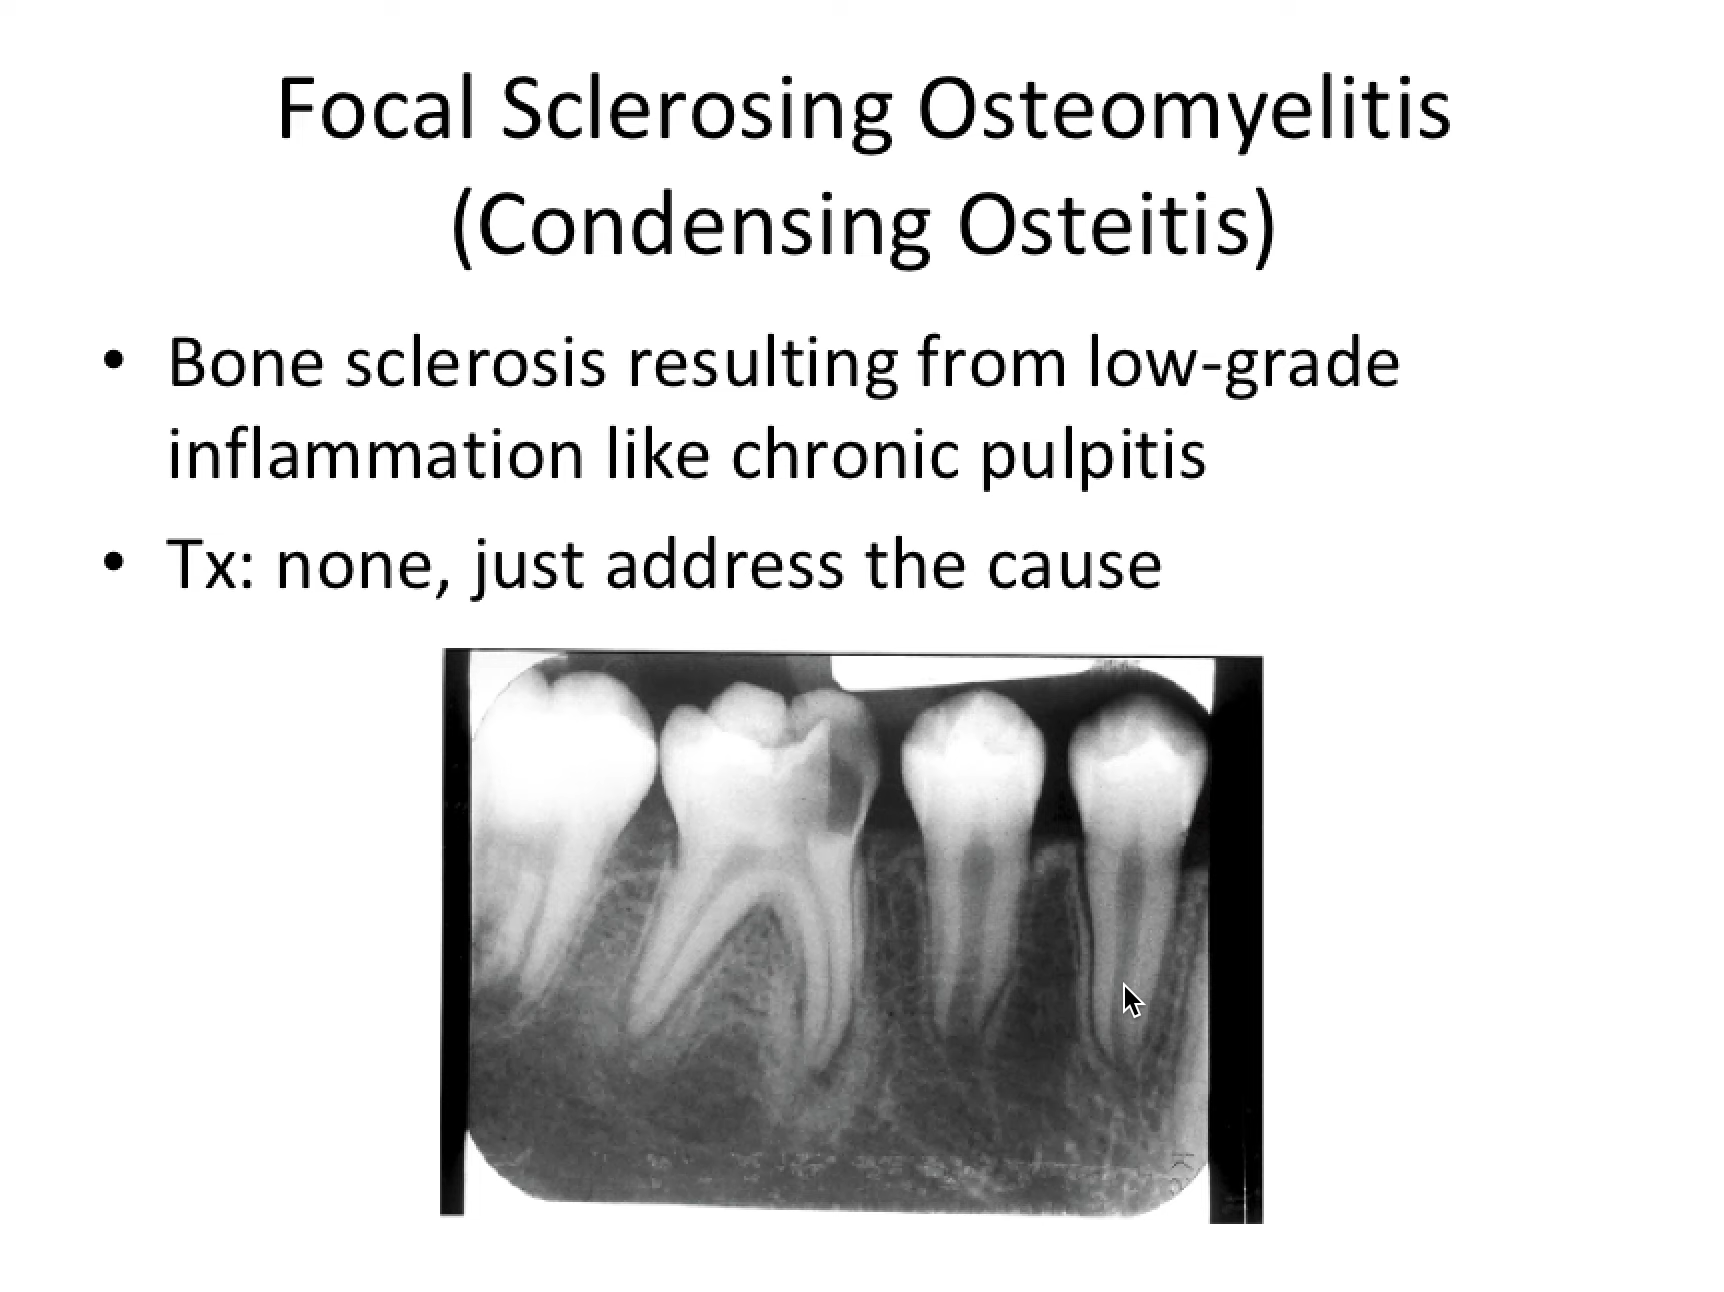 Focal Sclerosing Osteomyelitis
(Condensing Osteitis)
• Bone sclerosis resulting from low-grade
inflammation like chronic pulpitis
• Tx: none, just address the cause